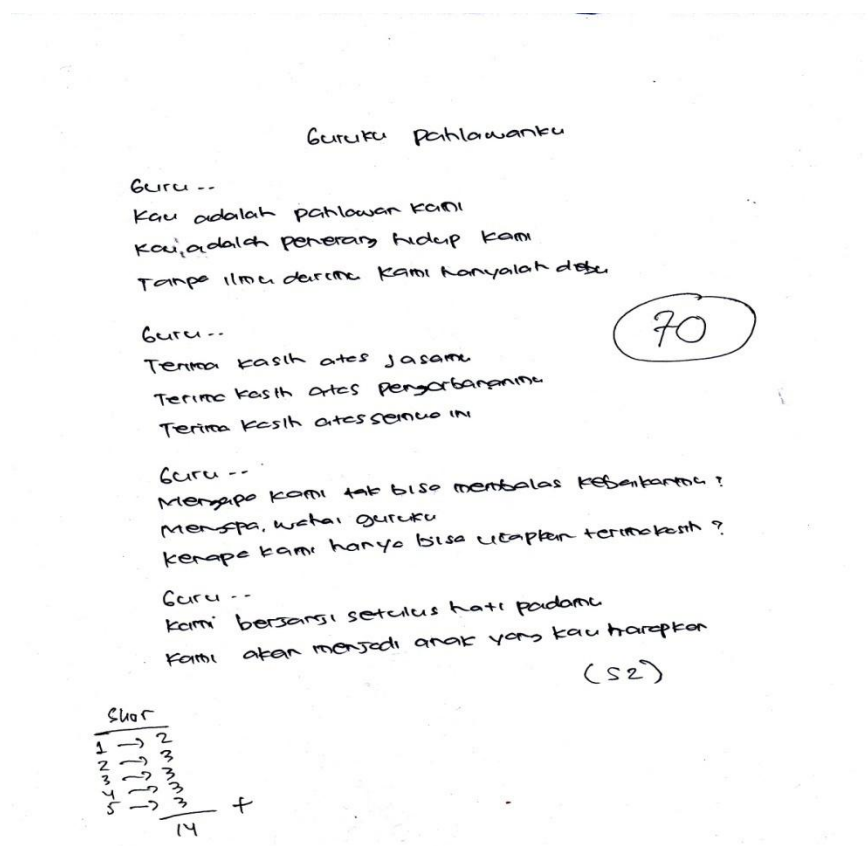 Guruku Pahlawanku
Guru --
Kau adalah pahlawan kami
Kau, adalah penerang hidup kami
Tanpa ilmu darimu kami hanyalah debu
70
Guru --
Terima kasih atas jasamu
Terima kasih atas pengorbananmu
Terima kasih atas semua ini
Guru --
Mengapa kami tak bisa membalas kebaikanmu ?
Mengapa, wahai guruku
Kenapa kami hanya bisa ucapkan terimakasih ?
Guru --
Kami berjanji setulus hati padamu
Kami akan menjadi anak yang kau harapkan
(S2)
Skor
1 → 2
2 → 3
3 → 3
4 → 3
5 → 3
+
14